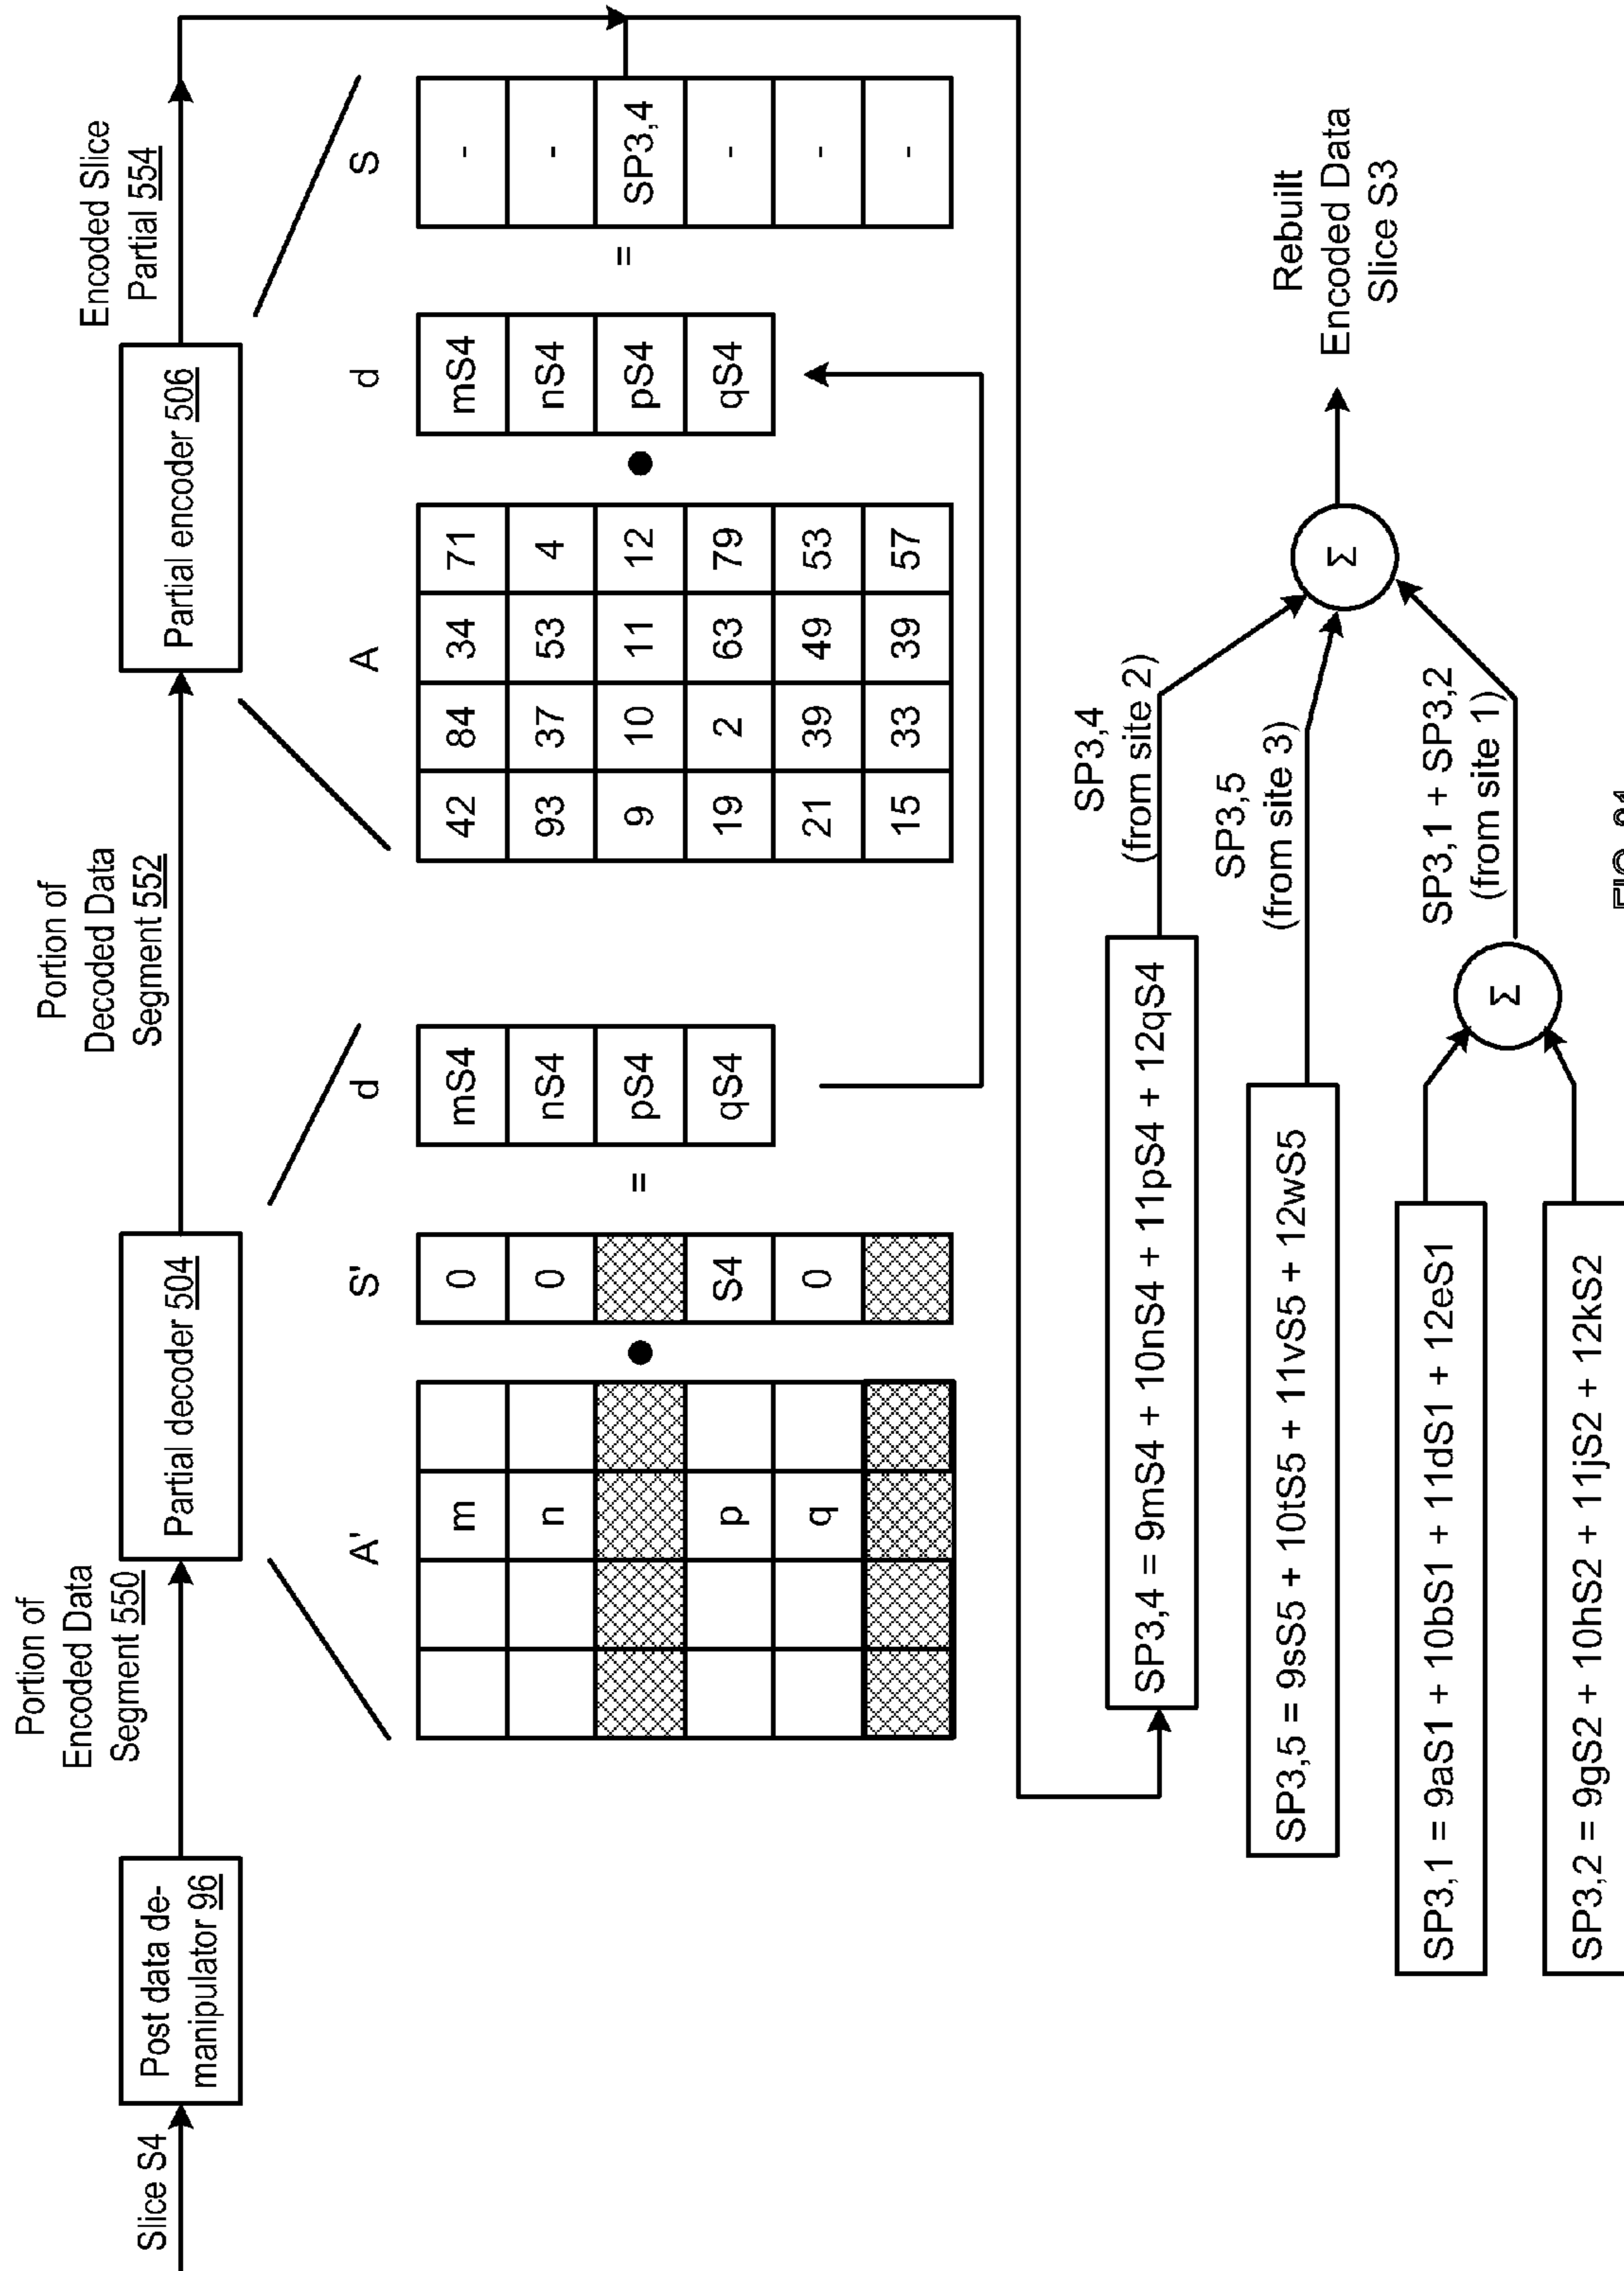 Slice S4
Post data de-
manipulator 96
Portion of
Encoded Data
Segment 550
Partial decoder 504
Portion of
Decoded Data
Segment 552
Partial encoder 506
Encoded Slice
Partial 554
A'
S'
d
A
d
S
m
n
p
q
0
0
S4
0
=
mS4
nS4
pS4
qS4
42 84 34 71
93 37 53 4
9 10 11 12
19 2 63 79
21 39 49 53
15 33 39 57
mS4
nS4
pS4
qS4
=
-
-
SP3,4
-
-
-
SP3,4 = 9mS4 + 10nS4 + 11pS4 + 12qS4
SP3,4
(from site 2)
SP3,5 = 9sS5 + 10tS5 + 11vS5 + 12wS5
SP3,5
(from site 3)
SP3,1 = 9aS1 + 10bS1 + 11dS1 + 12eS1
SP3,2 = 9gS2 + 10hS2 + 11jS2 + 12kS2
Σ
SP3,1 + SP3,2
(from site 1)
Σ
Rebuilt
Encoded Data
Slice S3